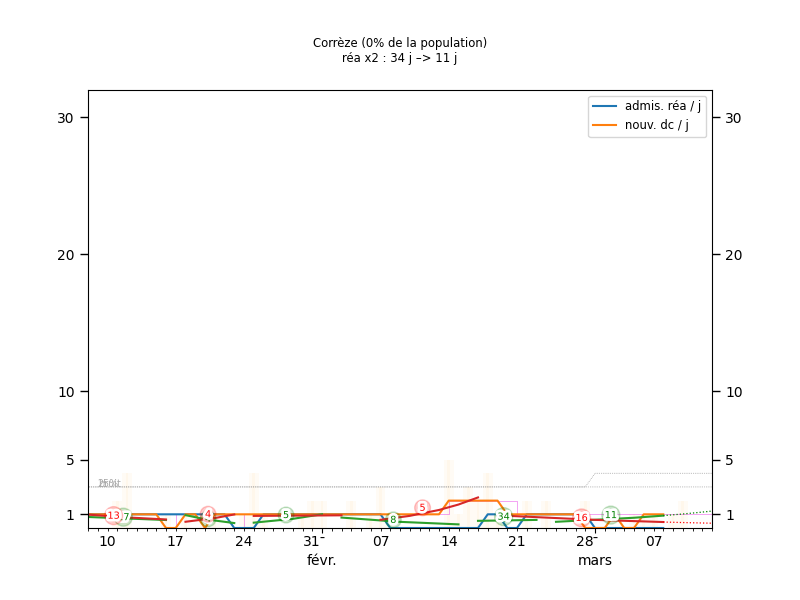 Corrèze (0% de la population)
réa x2 : 34 j –> 11 j
admis. réa / j
nouv. dc / j
30 30
20 20
10 10
5 5
1 1
13 7 4 5 8 5 34 16 11
10 17 24 31 07 14 21 28 07
févr. mars